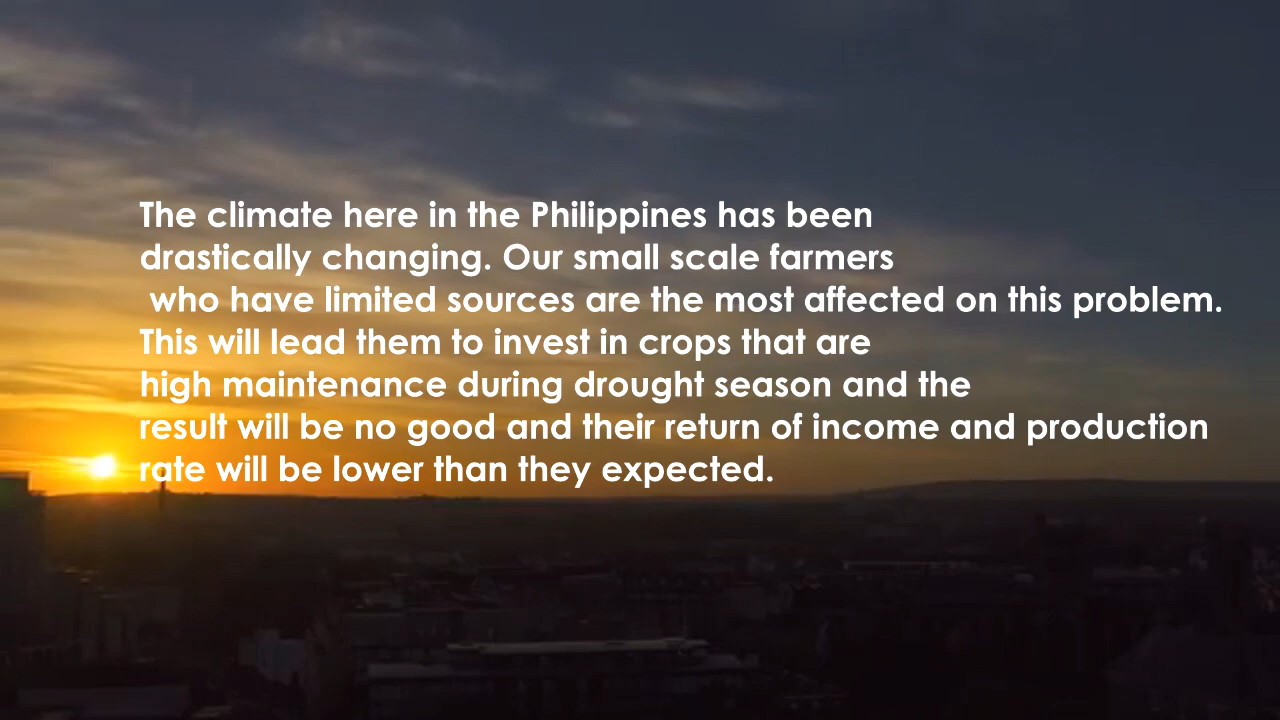 The climate here in the Philippines has been
drastically changing. Our small scale farmers
who have limited sources are the most affected on this problem.
This will lead them to invest in crops that are
high maintenance during drought season and the
result will be no good and their return of income and production
rate will be lower than they expected.